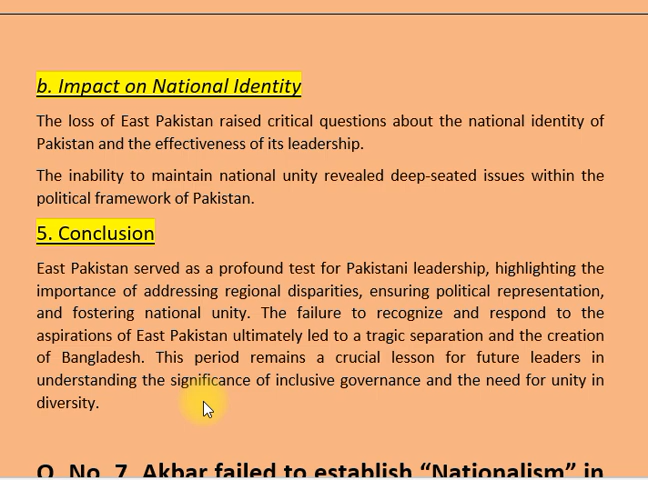 b. Impact on National Identity
The loss of East Pakistan raised critical questions about the national identity of
Pakistan and the effectiveness of its leadership.
The inability to maintain national unity revealed deep-seated issues within the
political framework of Pakistan.
5. Conclusion
East Pakistan served as a profound test for Pakistani leadership, highlighting the
importance of addressing regional disparities, ensuring political representation,
and fostering national unity. The failure to recognize and respond to the
aspirations of East Pakistan ultimately led to a tragic separation and the creation
of Bangladesh. This period remains a crucial lesson for future leaders in
understanding the significance of inclusive governance and the need for unity in
diversity.
Q. No. 7. Akbar failed to establish “Nationalism” in